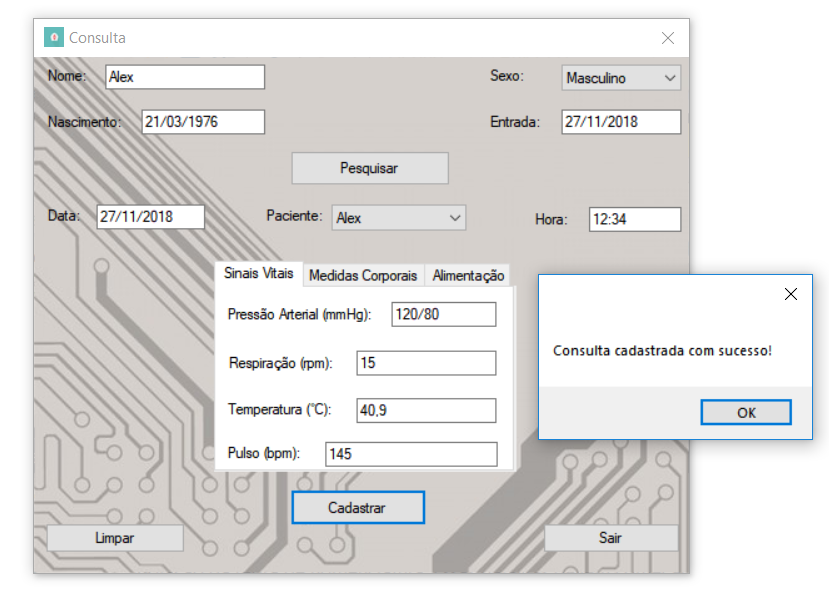 Consulta
Nome: Alex Sexo: Masculino
Nascimento: 21/03/1976 Entrada: 27/11/2018
Pesquisar
Data: 27/11/2018 Paciente: Alex Hora: 12:34
Sinais Vitais Medidas Corporais Alimentação
Pressão Arterial (mmHg): 120/80
Respiração (rpm): 15
Temperatura (°C): 40,9
Pulso (bpm): 145
Cadastrar
Limpar Sair
Consulta cadastrada com sucesso!
OK